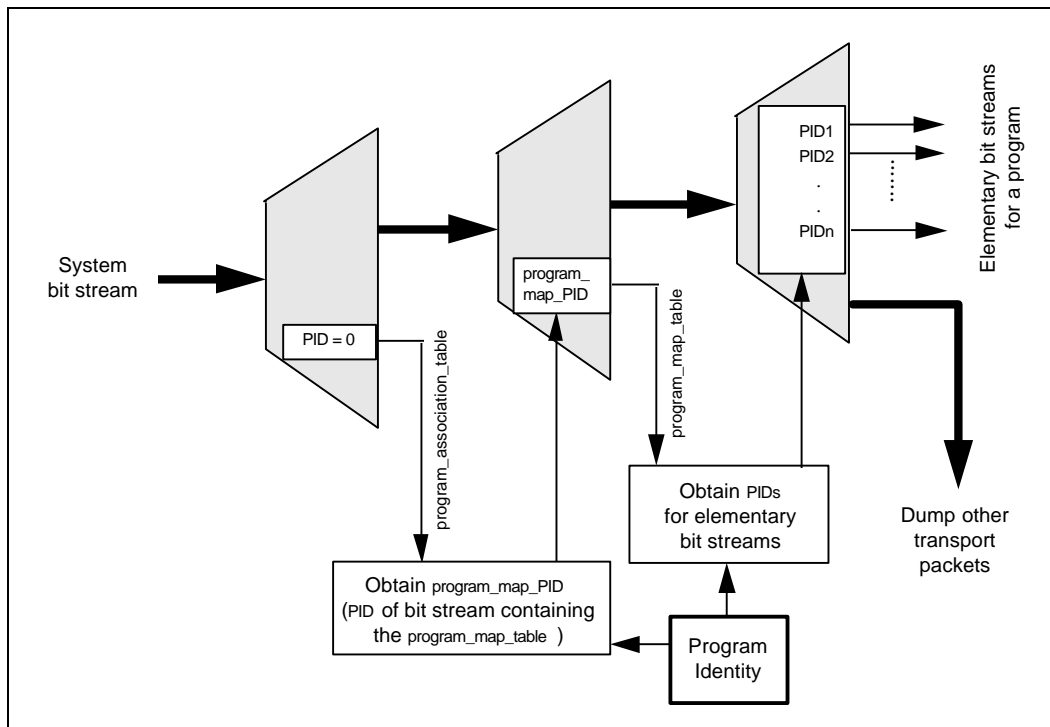 System
bit stream
PID = 0
program_association_table
program_
map_PID
program_map_table
PID1
PID2
.
.
PIDn
.......
Elementary bit streams
for a program
Obtain program_map_PID
(PID of bit stream containing
the program_map_table )
Obtain PIDs
for elementary
bit streams
Program
Identity
Dump other
transport
packets